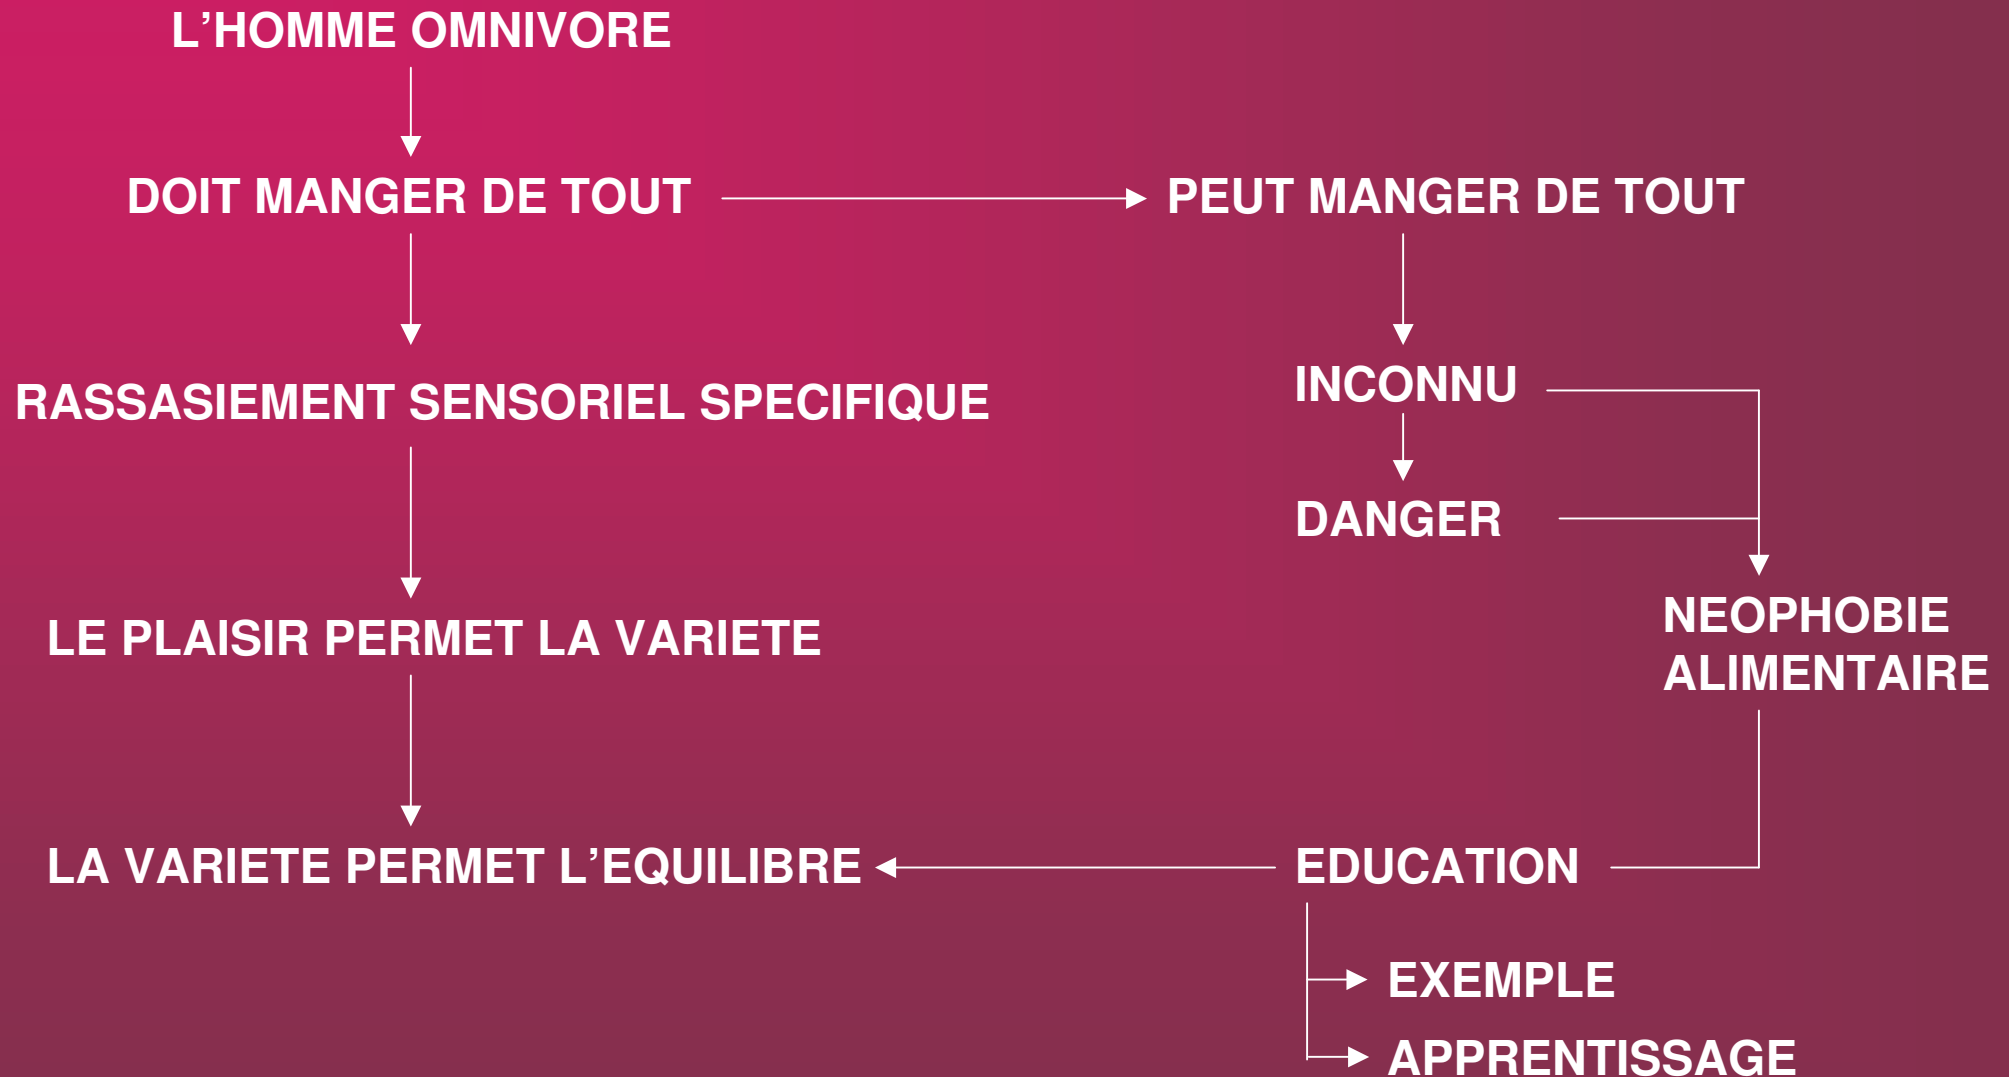 L’HOMME OMNIVORE
DOIT MANGER DE TOUT
PEUT MANGER DE TOUT
RASSASIEMENT SENSORIEL SPECIFIQUE
INCONNU
DANGER
LE PLAISIR PERMET LA VARIETE
NEOPHOBIE
ALIMENTAIRE
LA VARIETE PERMET L’EQUILIBRE
EDUCATION
EXEMPLE
APPRENTISSAGE